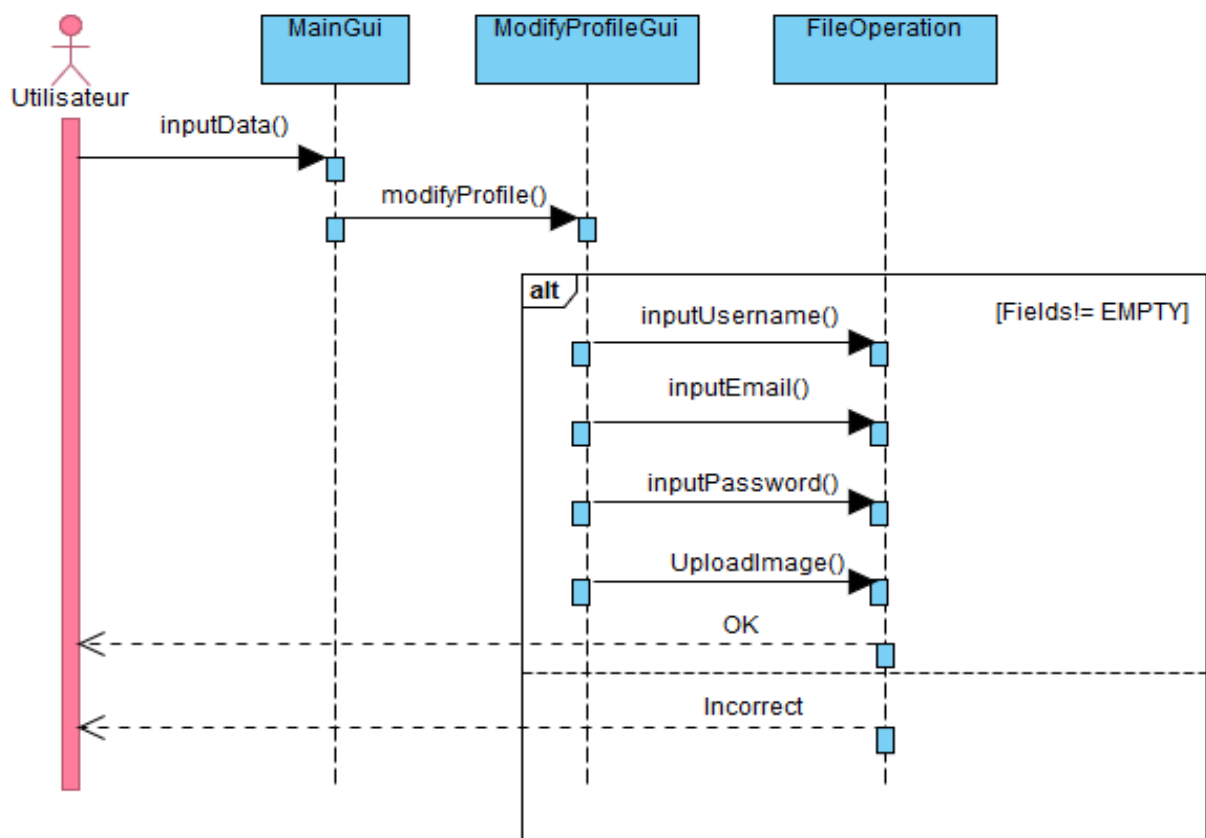 MainGui
ModifyProfileGui
FileOperation
Utilisateur
inputData()
modifyProfile()
alt
[Fields!= EMPTY]
inputUsername()
inputEmail()
inputPassword()
UploadImage()
OK
Incorrect